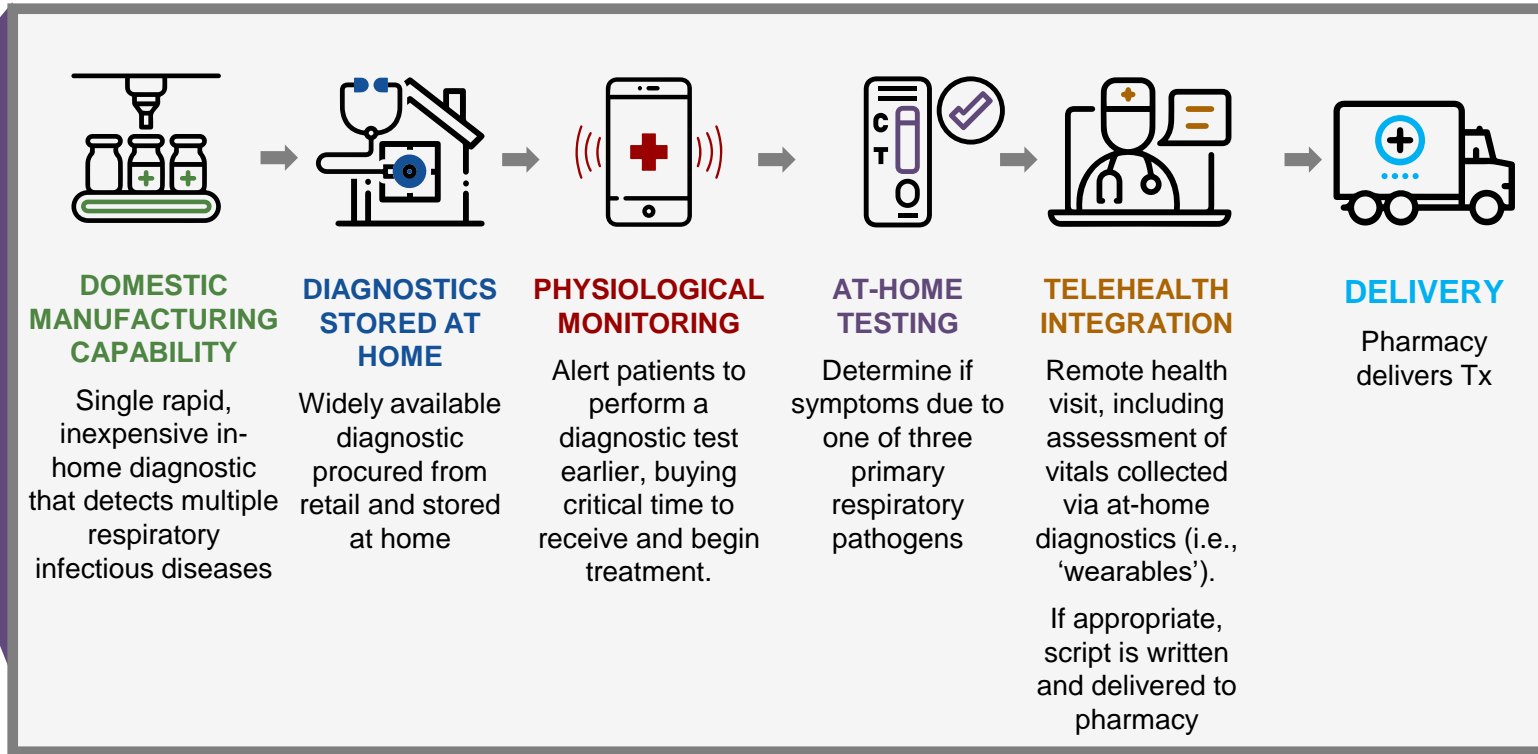 C
T
DOMESTIC
MANUFACTURING
CAPABILITY
Single rapid,
inexpensive in-
home diagnostic
that detects multiple
respiratory
infectious diseases
DIAGNOSTICS
STORED AT
HOME
Widely available
diagnostic
procured from
retail and stored
at home
PHYSIOLOGICAL
MONITORING
Alert patients to
perform a
diagnostic test
earlier, buying
critical time to
receive and begin
treatment.
AT-HOME
TESTING
Determine if
symptoms due to
one of three
primary
respiratory
pathogens
TELEHEALTH
INTEGRATION
Remote health
visit, including
assessment of
vitals collected
via at-home
diagnostics (i.e.,
‘wearables’).
If appropriate,
script is written
and delivered to
pharmacy
DELIVERY
Pharmacy
delivers Tx